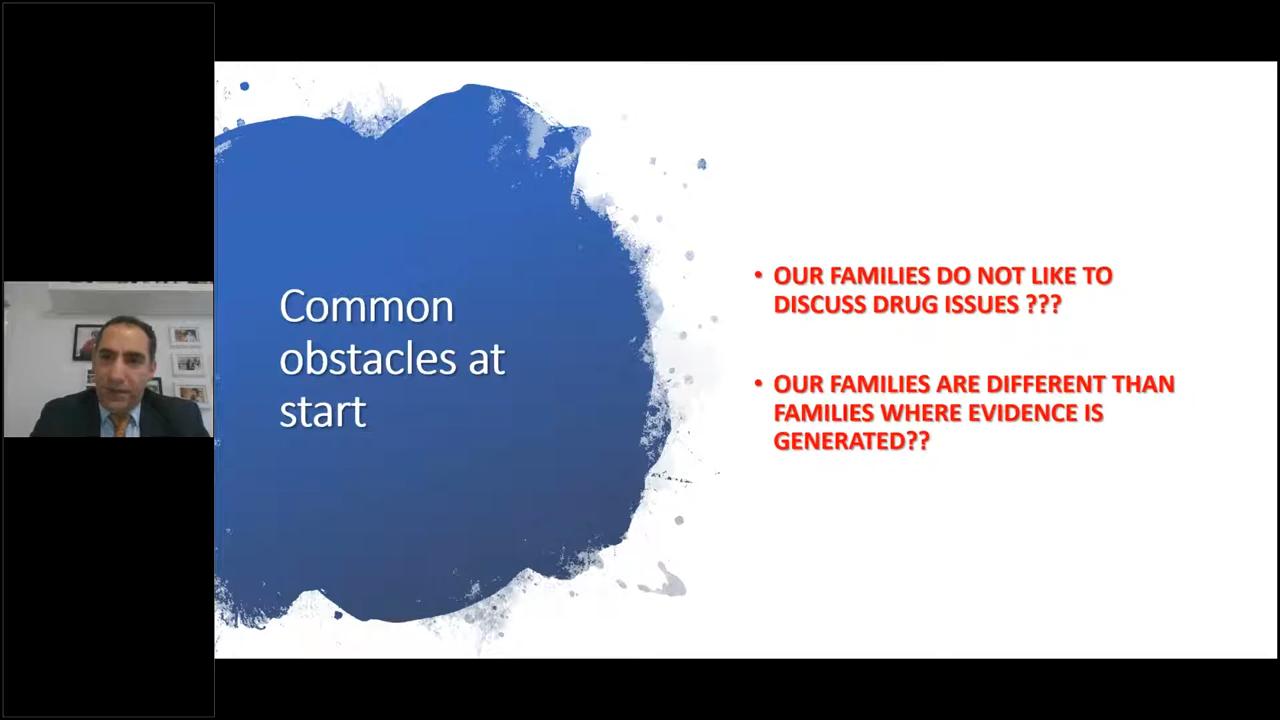 Common
obstacles at
start
• OUR FAMILIES DO NOT LIKE TO
DISCUSS DRUG ISSUES ???
• OUR FAMILIES ARE DIFFERENT THAN
FAMILIES WHERE EVIDENCE IS
GENERATED??